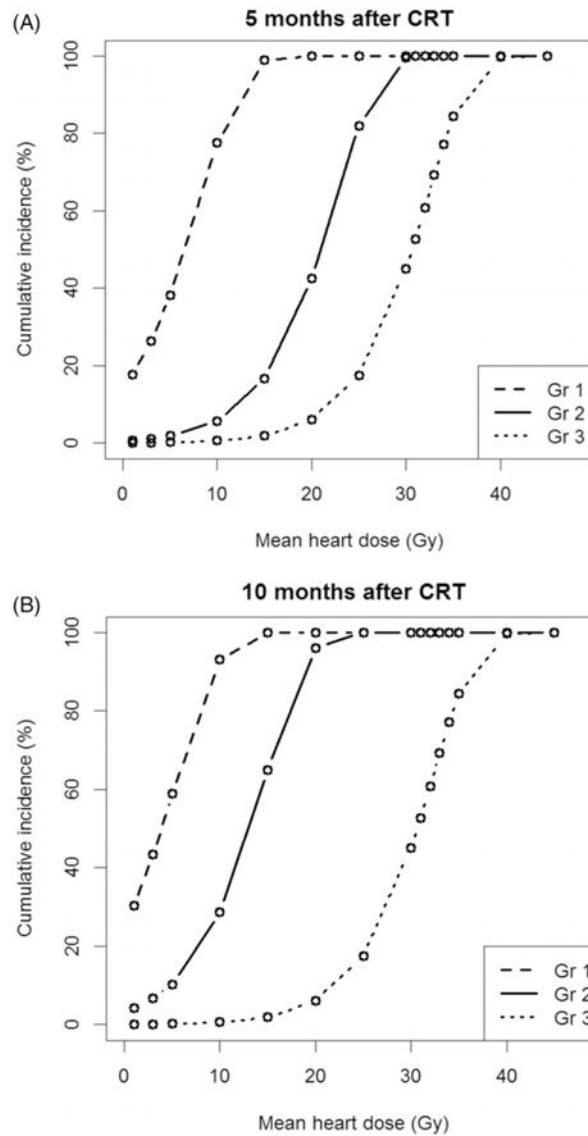 (A)
5 months after CRT
Cumulative incidence (%)
100
80
60
40
20
0
Gr 1
Gr 2
Gr 3
0 10 20 30 40
Mean heart dose (Gy)
(B)
10 months after CRT
Cumulative incidence (%)
100
80
60
40
20
0
Gr 1
Gr 2
Gr 3
0 10 20 30 40
Mean heart dose (Gy)